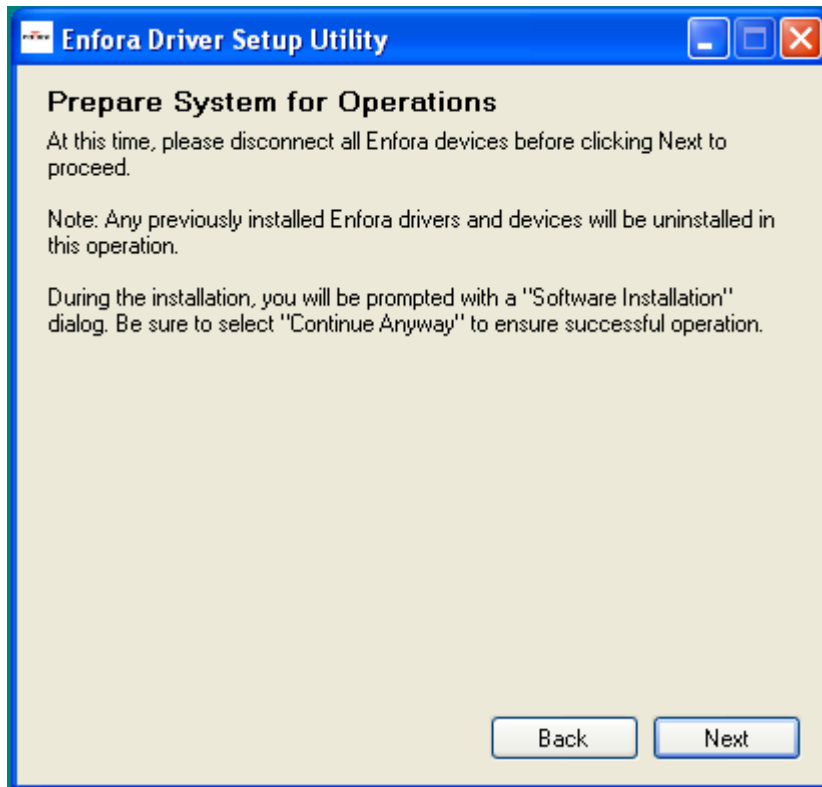 Enfora Driver Setup Utility
Prepare System for Operations
At this time, please disconnect all Enfora devices before clicking Next to
proceed.
Note: Any previously installed Enfora drivers and devices will be uninstalled in
this operation.
During the installation, you will be prompted with a "Software Installation"
dialog. Be sure to select "Continue Anyway" to ensure successful operation.
Back Next